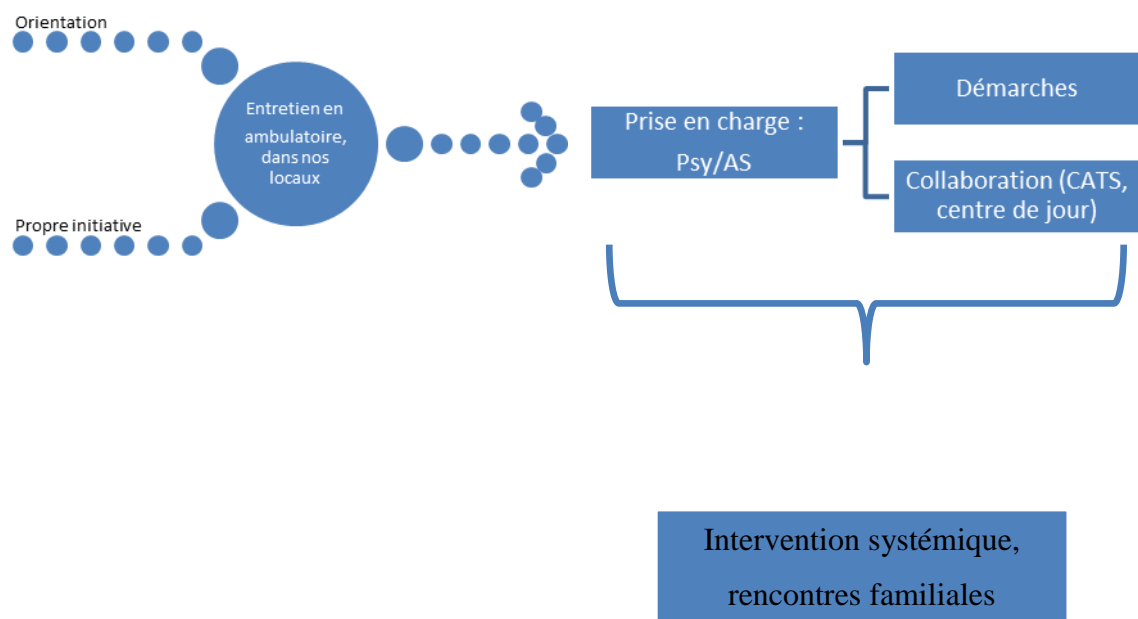 Orientation
Propre initiative
Entretien en
ambulatoire,
dans nos
locaux
Prise en charge :
Psy/AS
Démarches
Collaboration (CATS,
centre de jour)
Intervention systémique,
rencontres familiales